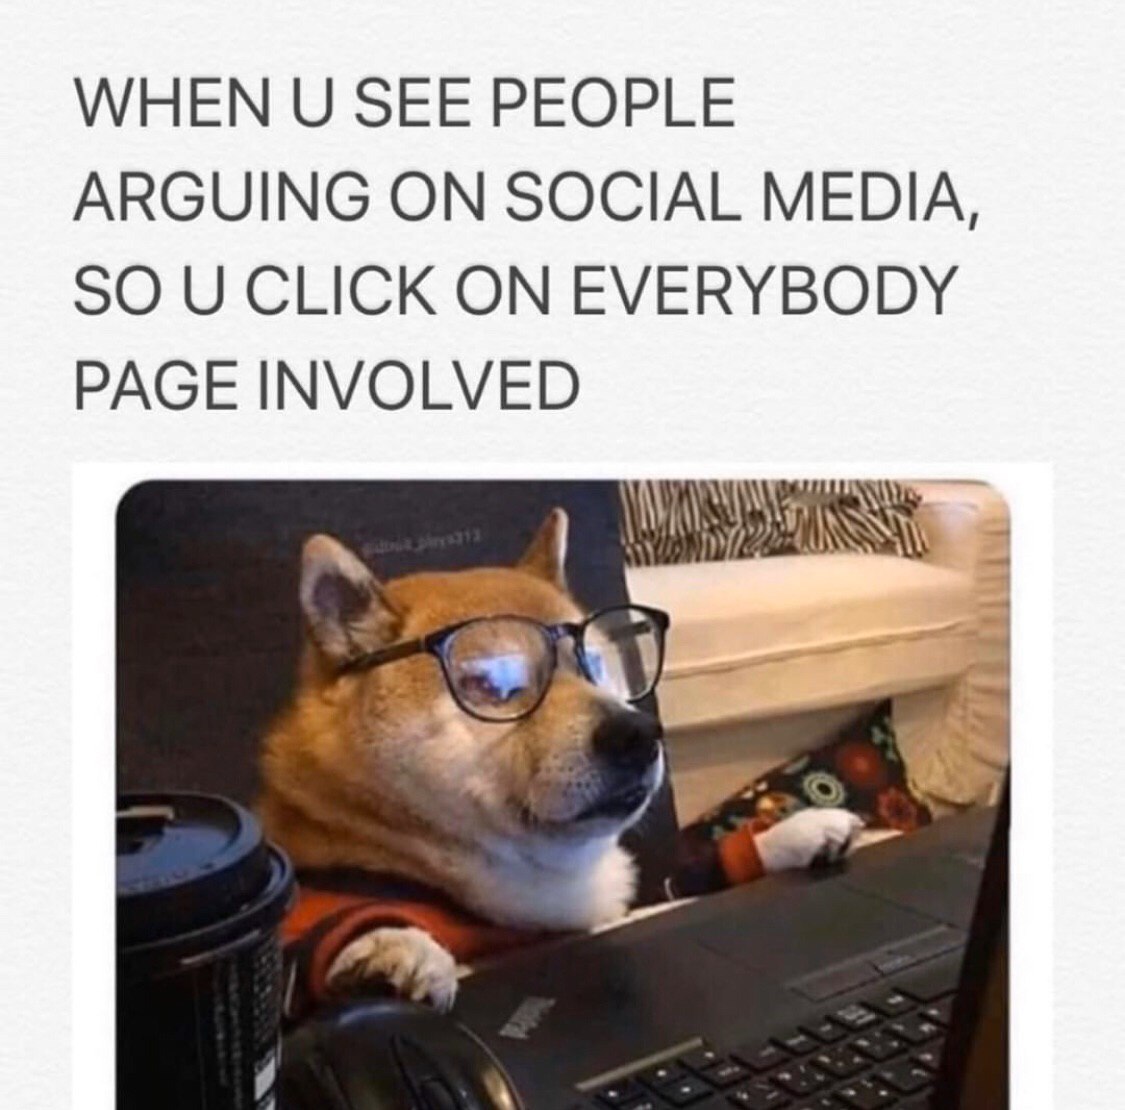 WHEN U SEE PEOPLE
ARGUING ON SOCIAL MEDIA,
SO U CLICK ON EVERYBODY
PAGE INVOLVED